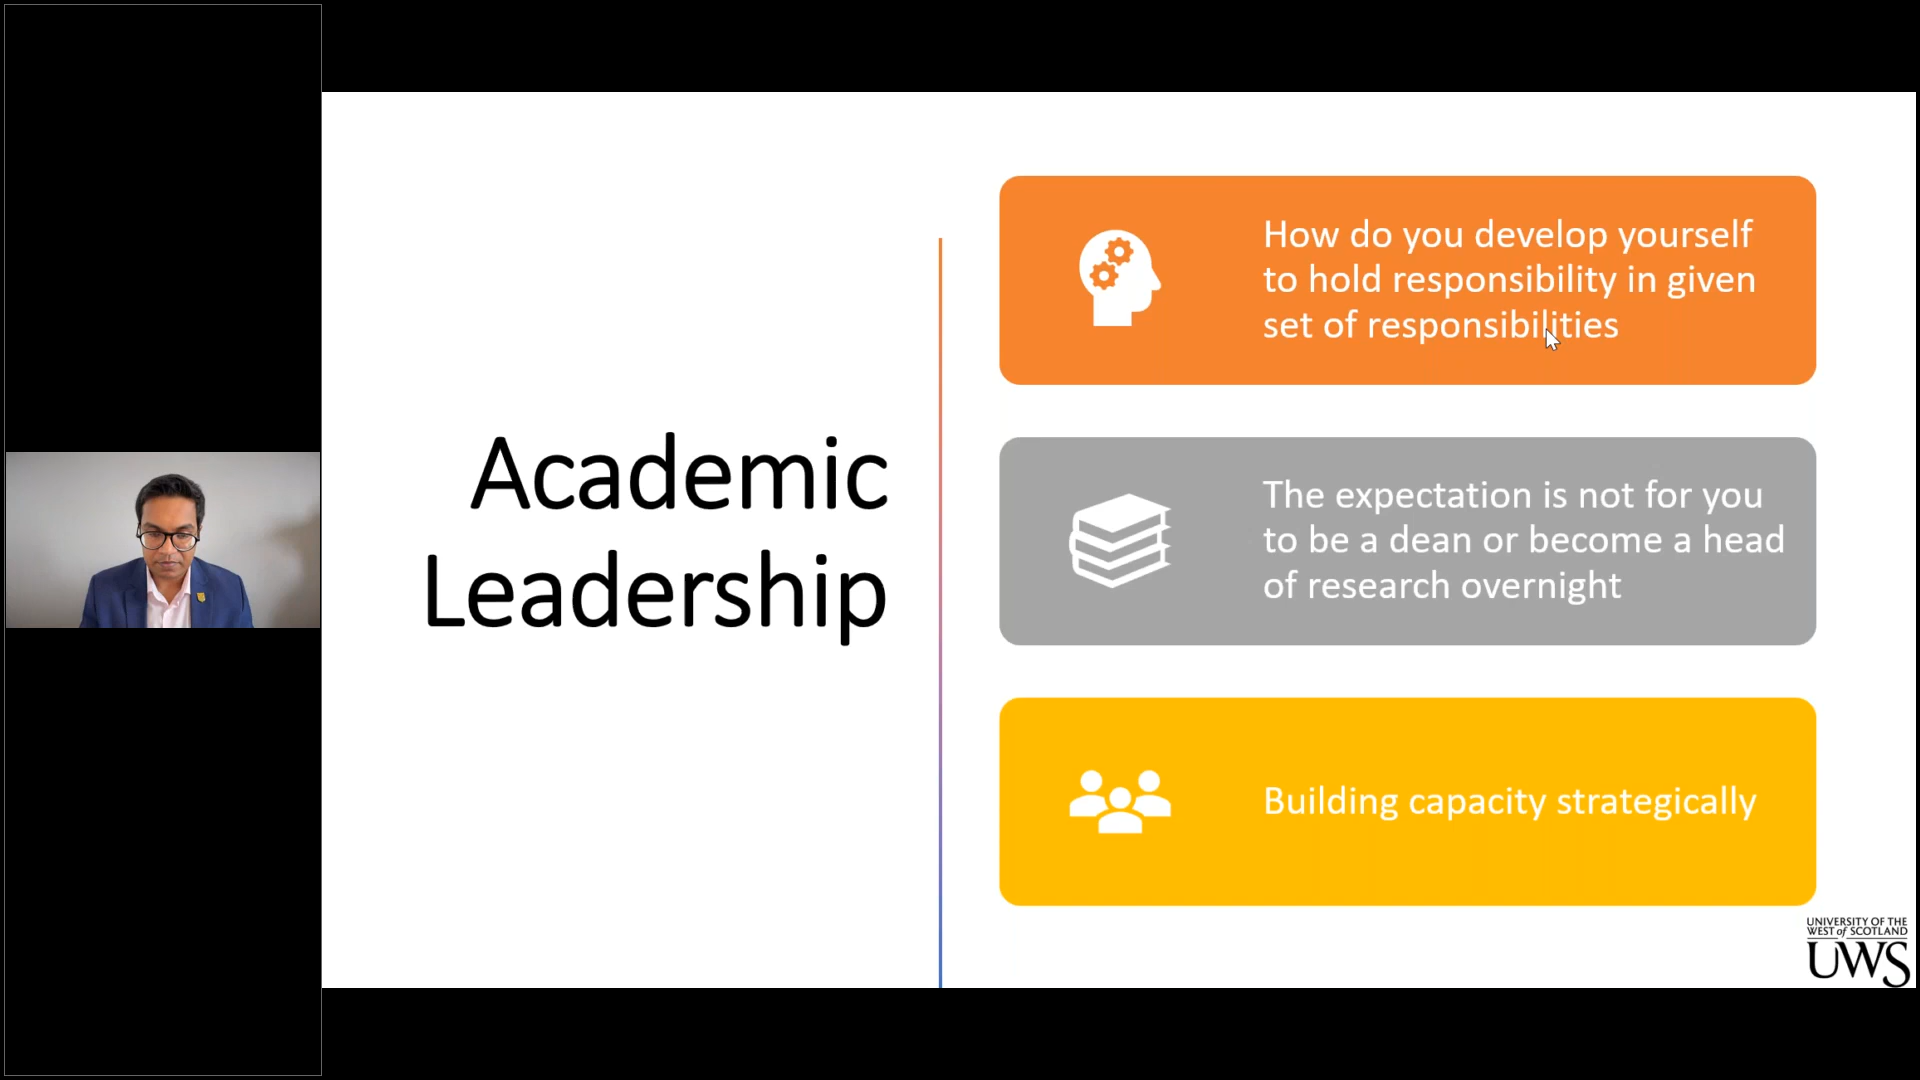 Academic
Leadership
How do you develop yourself
to hold responsibility in given
set of responsibilities
The expectation is not for you
to be a dean or become a head
of research overnight
Building capacity strategically
UNIVERSITY OF THE
WEST of SCOTLAND
UWS